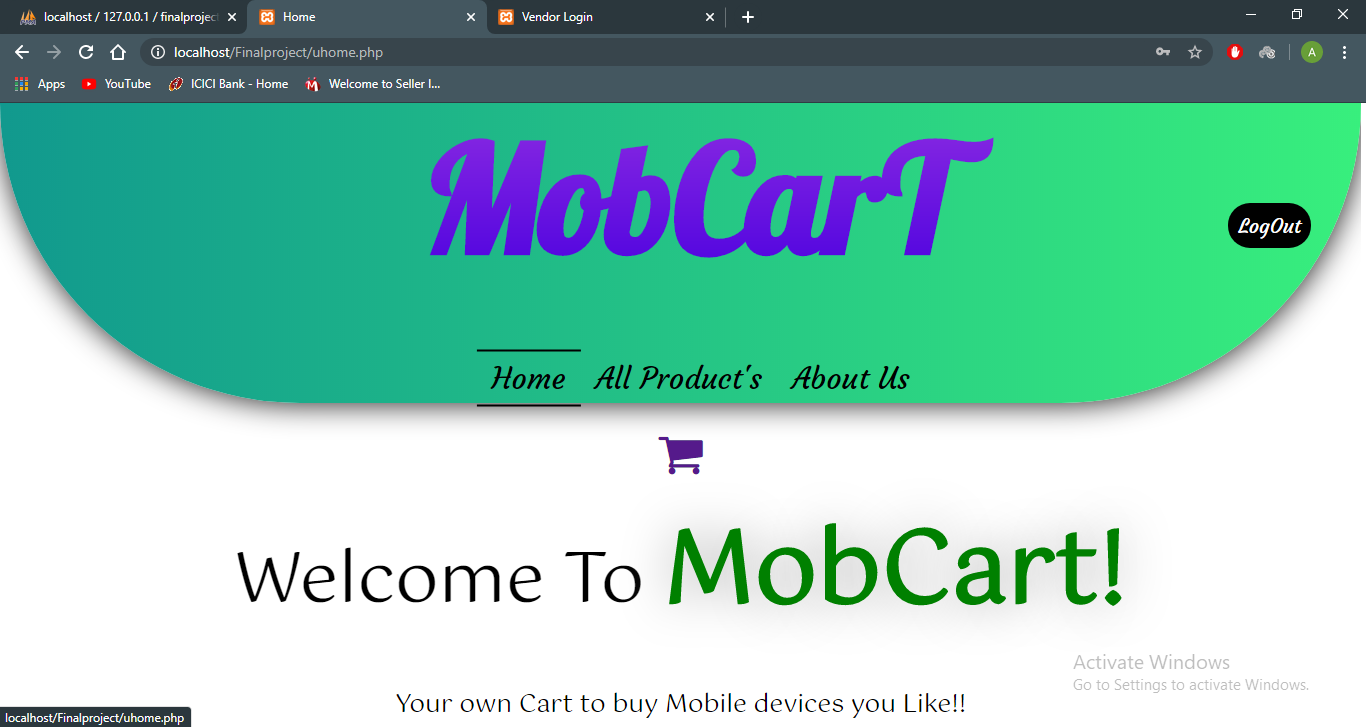 localhost / 127.0.0.1 / finalproject
Home
Vendor Login
localhost/Finalproject/uhome.php
A
Apps
YouTube
ICICI Bank - Home
M
Welcome to Seller I...
MobCarT
LogOut
Home
All Product's
About Us
Welcome To MobCart!
Your own Cart to buy Mobile devices you Like!!
Activate Windows
Go to Settings to activate Windows.
localhost/Finalproject/uhome.php